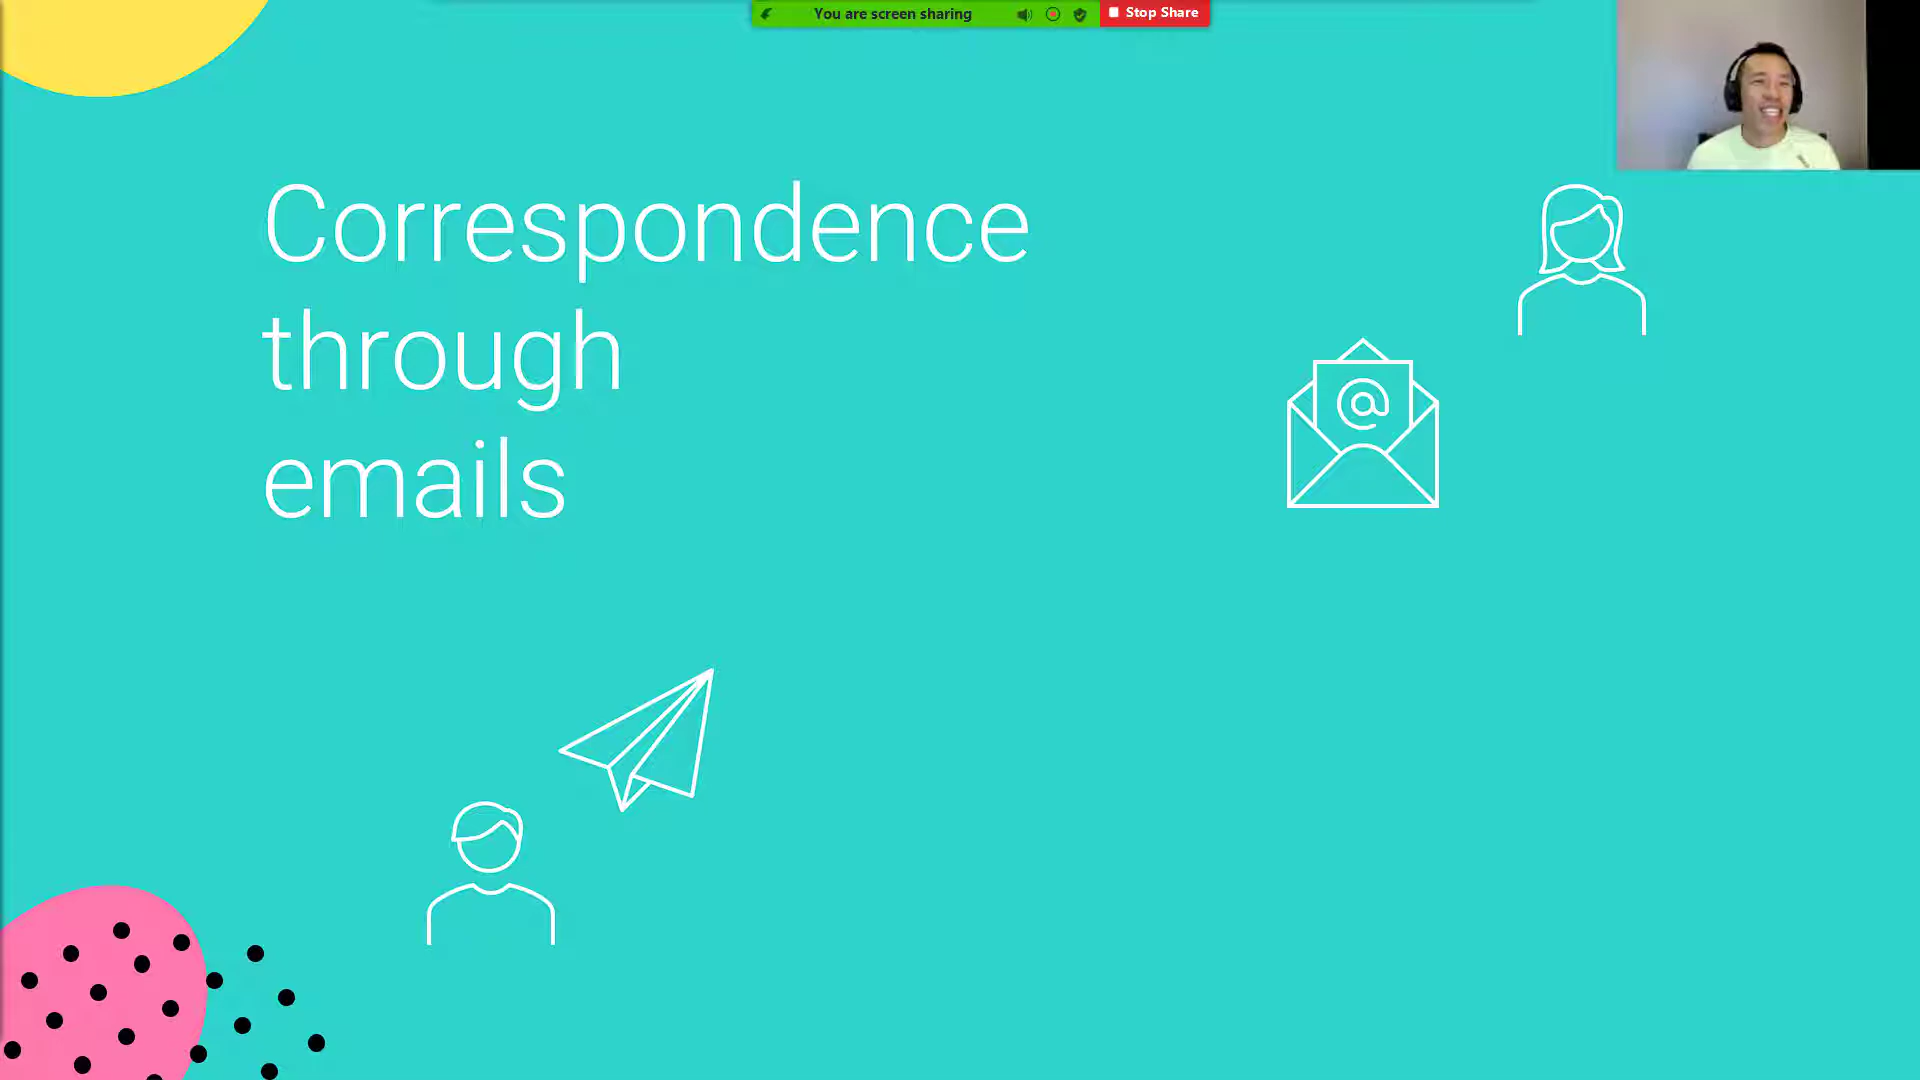 You are screen sharing
Stop Share
Correspondence
through
emails
@